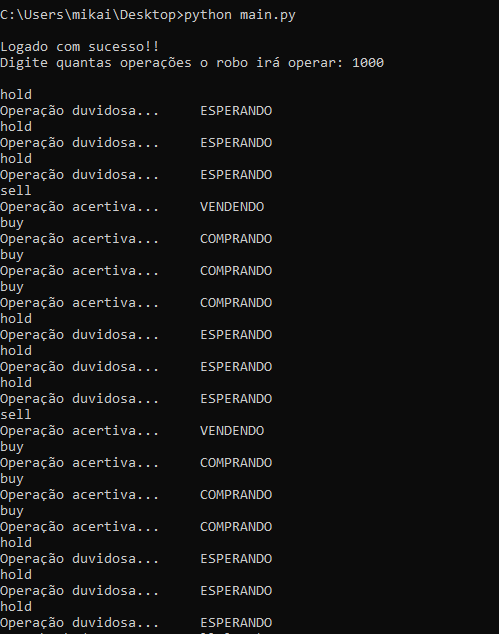 C:\Users\mikai\Desktop>python main.py
Logado com sucesso!!
Digite quantas operações o robo irá operar: 1000
hold
Operação duvidosa... ESPERANDO
hold
Operação duvidosa... ESPERANDO
hold
Operação duvidosa... ESPERANDO
sell
Operação acertiva... VENDENDO
buy
Operação acertiva... COMPRANDO
buy
Operação acertiva... COMPRANDO
buy
Operação acertiva... COMPRANDO
hold
Operação duvidosa... ESPERANDO
hold
Operação duvidosa... ESPERANDO
hold
Operação duvidosa... ESPERANDO
sell
Operação acertiva... VENDENDO
buy
Operação acertiva... COMPRANDO
buy
Operação acertiva... COMPRANDO
buy
Operação acertiva... COMPRANDO
hold
Operação duvidosa... ESPERANDO
hold
Operação duvidosa... ESPERANDO
hold
Operação duvidosa... ESPERANDO